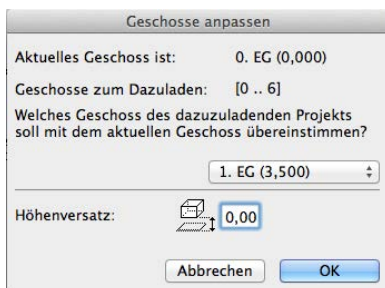 Geschosse anpassen
Aktuelles Geschoss ist: 0. EG (0,000)
Geschosse zum Dazuladen: [0 .. 6]
Welches Geschoss des dazuzuladenden Projekts
soll mit dem aktuellen Geschoss übereinstimmen?
1. EG (3,500)
Höhenversatz: 0,00
Abbrechen OK